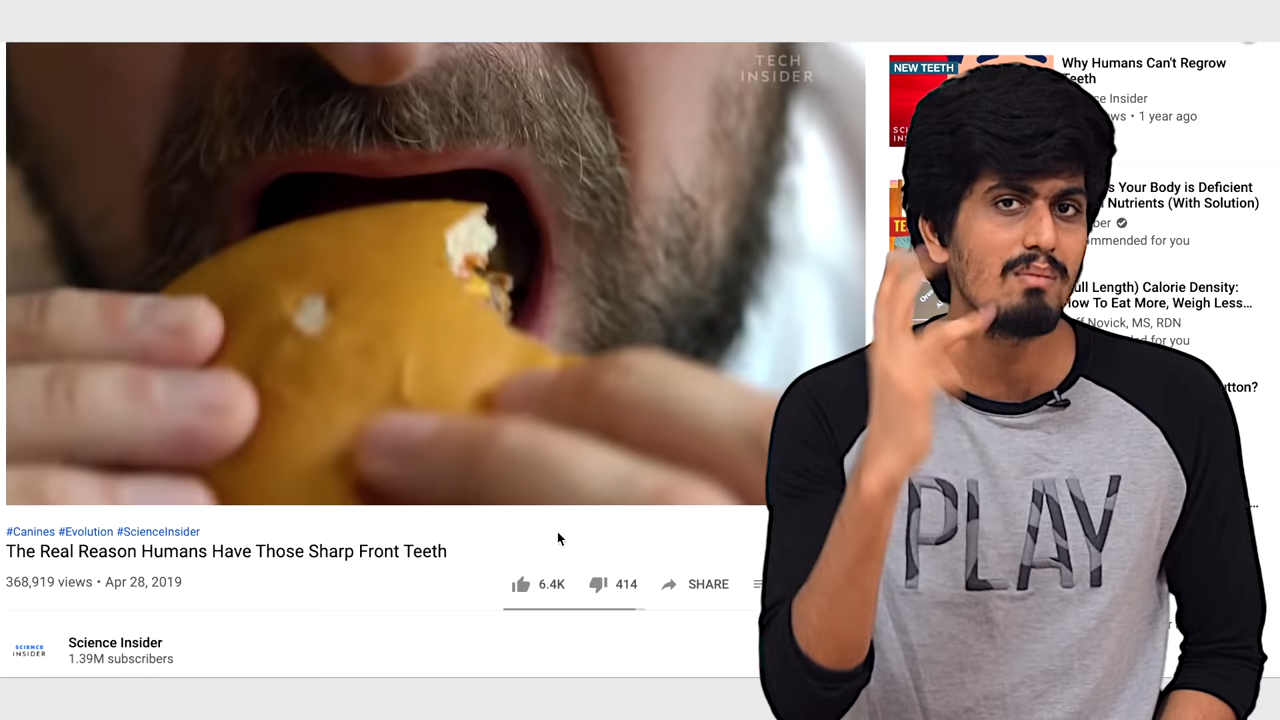 TECH
INSIDER
#Canines #Evolution #ScienceInsider
The Real Reason Humans Have Those Sharp Front Teeth
368,919 views • Apr 28, 2019
6.4K
414
SHARE
SCIENCE
INSIDER
Science Insider
1.39M subscribers
NEW TEETH
Why Humans Can't Regrow
Teeth
Insider
• 1 year ago
Your Body is Deficient
Nutrients (With Solution)
for you
Length) Calorie Density:
How To Eat More, Weigh Less...
Novick, MS, RDN
for you
PLAY